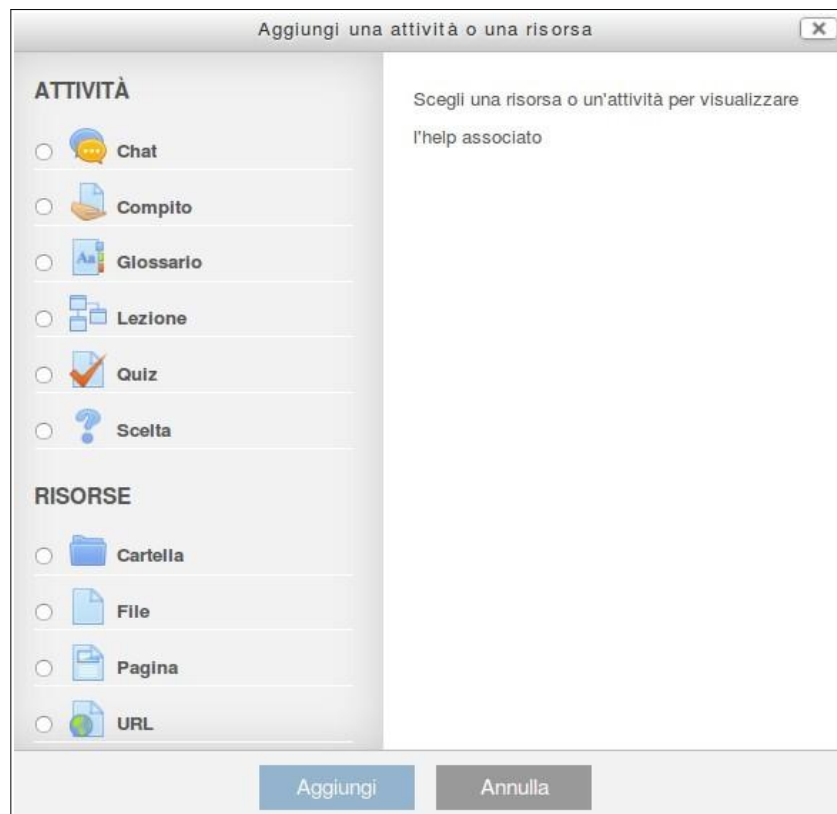 Aggiungi una attività o una risorsa
ATTIVITÀ
Chat
Compito
Aa
Glossario
Lezione
Quiz
Scelta
RISORSE
Cartella
File
Pagina
URL
Scegli una risorsa o un'attività per visualizzare
l'help associato
Aggiungi
Annulla